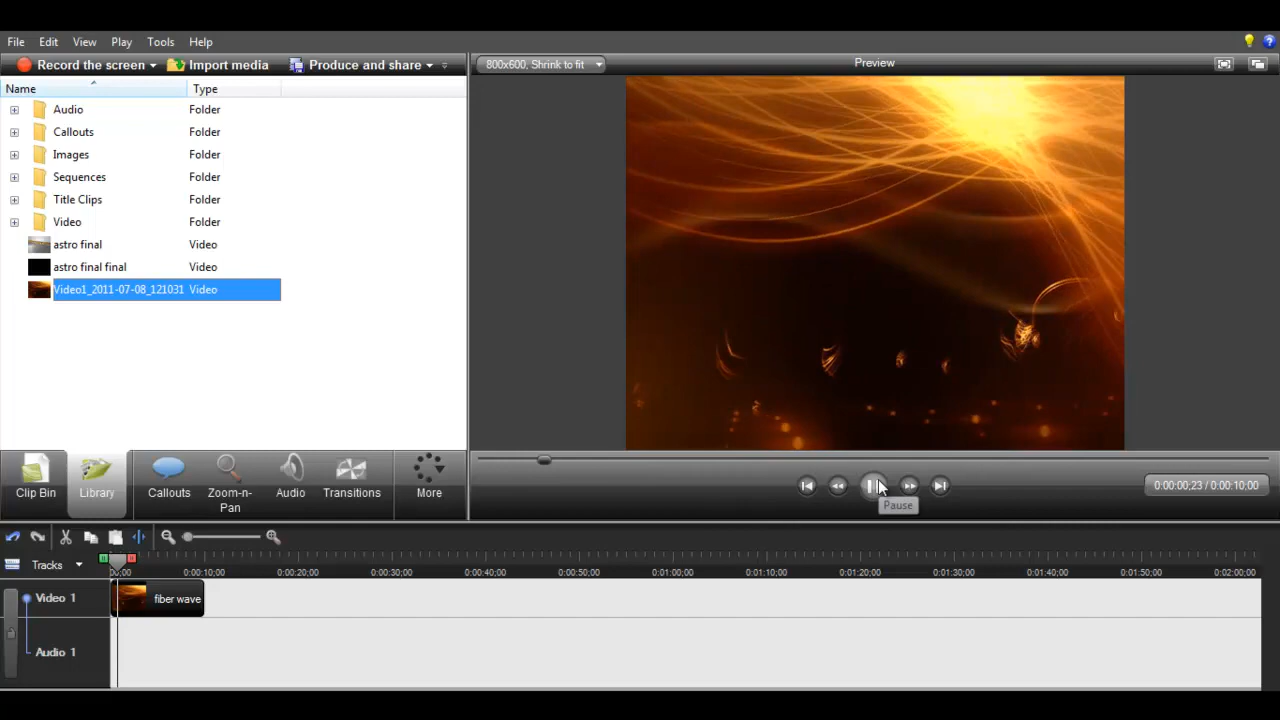 File Edit View Play Tools Help
Record the screen Import media Produce and share
800x600, Shrink to fit Preview
Name Type
Audio Folder
Callouts Folder
Images Folder
Sequences Folder
Title Clips Folder
Video Folder
astro final Video
astro final final Video
Video1_2011-07-08_121031 Video
Clip Bin Library Callouts Zoom-n-Pan Audio Transitions More
0:00:00;23 / 0:00:10;00
Pause
Tracks
00;00 0:00:10;00 0:00:20;00 0:00:30;00 0:00:40;00 0:00:50;00 0:01:00;00 0:01:10;00 0:01:20;00 0:01:30;00 0:01:40;00 0:01:50;00 0:02:00;00
Video 1 fiber wave
Audio 1